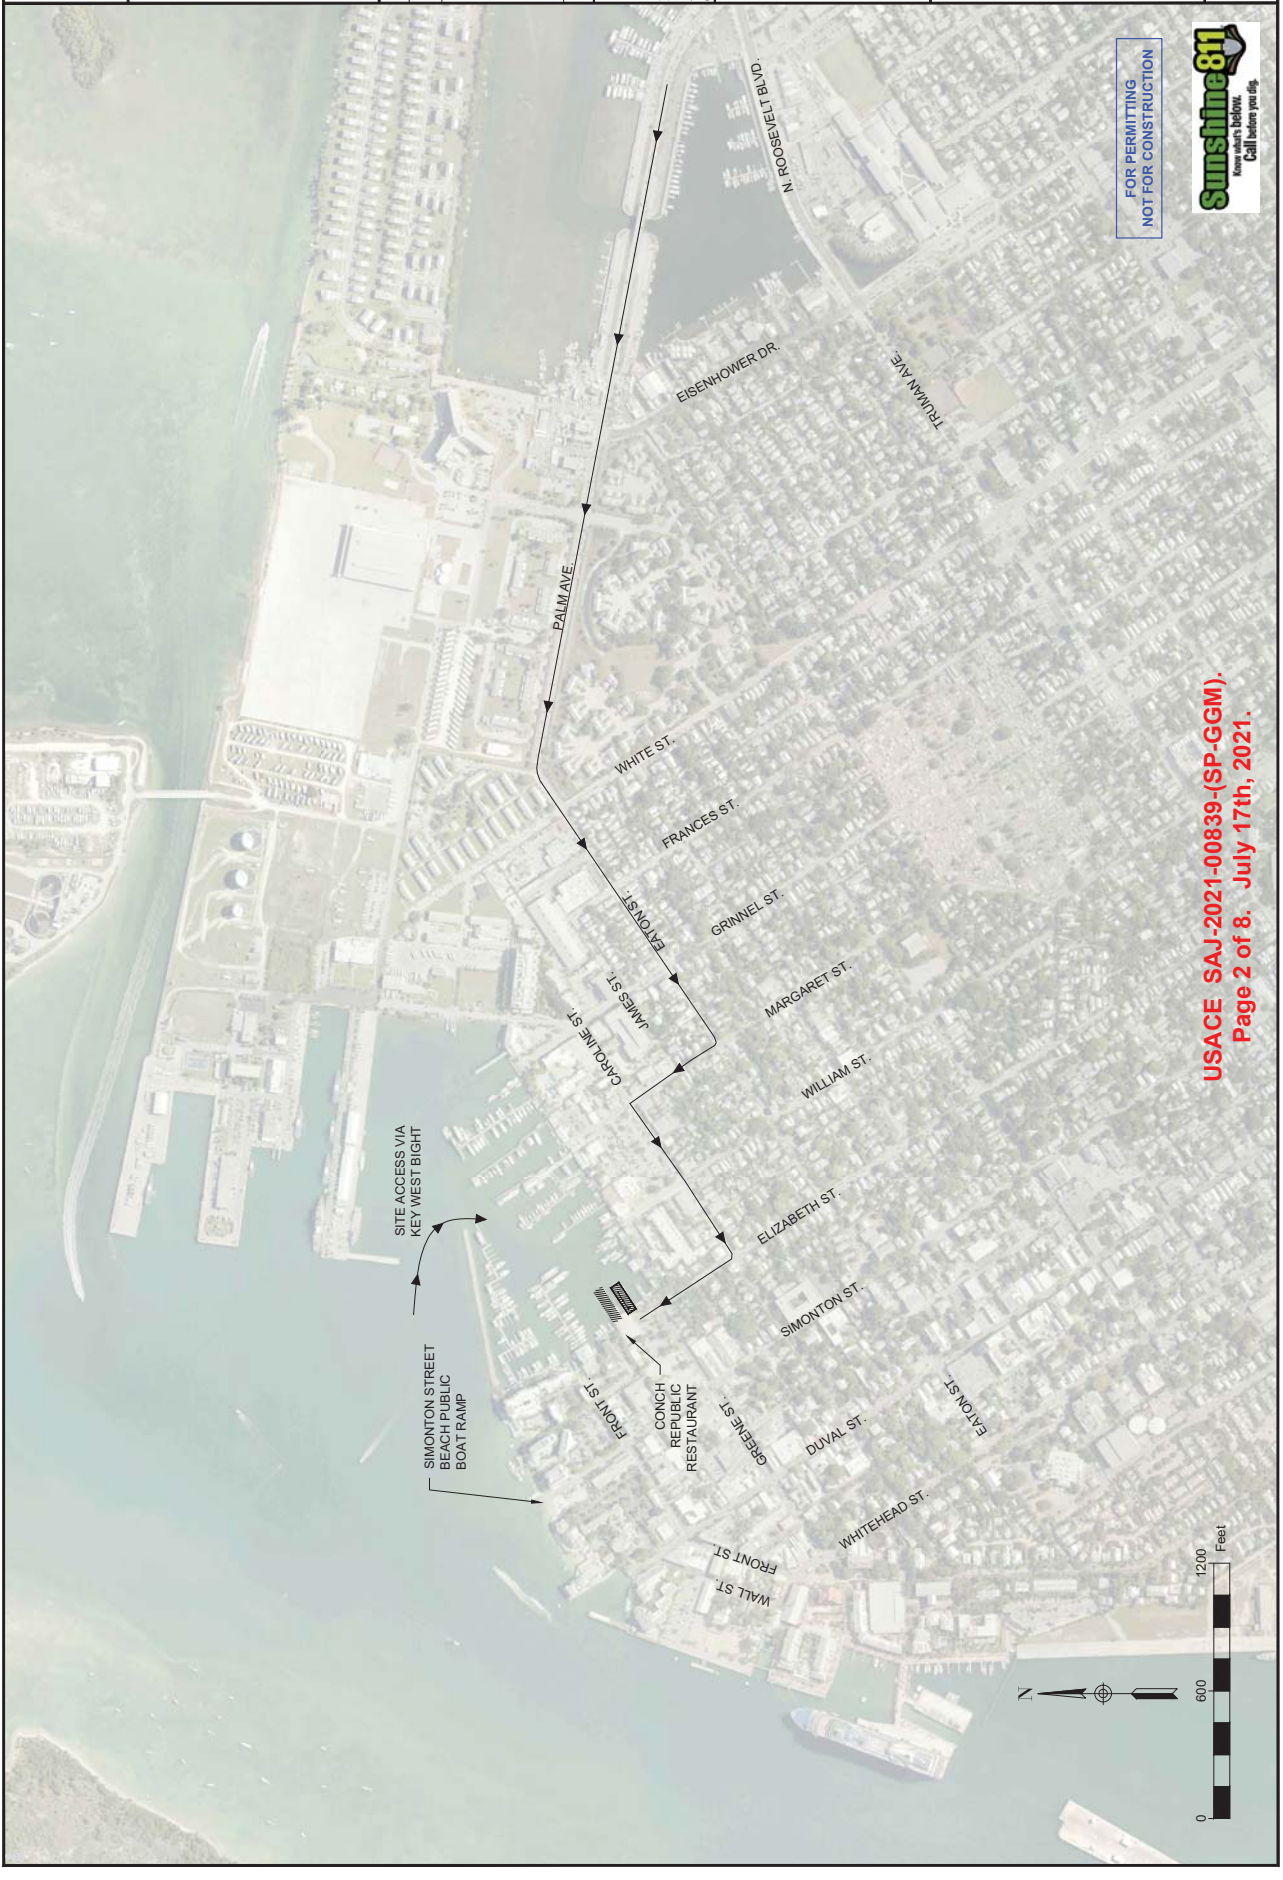 N. ROOSEVELT BLVD.
FOR PERMITTING
NOT FOR CONSTRUCTION
Sunshine 811
Know what's below.
Call before you dig.
EISENHOWER DR.
TRUMAN AVE.
PALM AVE.
WHITE ST.
FRANCES ST.
EATON ST.
GRINNEL ST.
JAMES ST.
CAROLINE ST.
MARGARET ST.
WILLIAM ST.
SITE ACCESS VIA
KEY WEST BIGHT
ELIZABETH ST.
SIMONTON ST.
SIMONTON STREET
BEACH PUBLIC
BOAT RAMP
FRONT ST.
CONCH
REPUBLIC
RESTAURANT
GREENE ST.
DUVAL ST.
EATON ST.
WHITEHEAD ST.
FRONT ST.
WALL ST.
N
0
600
1200
Feet
USACE SAJ-2021-00839-(SP-GGM).
Page 2 of 8. July 17th, 2021.